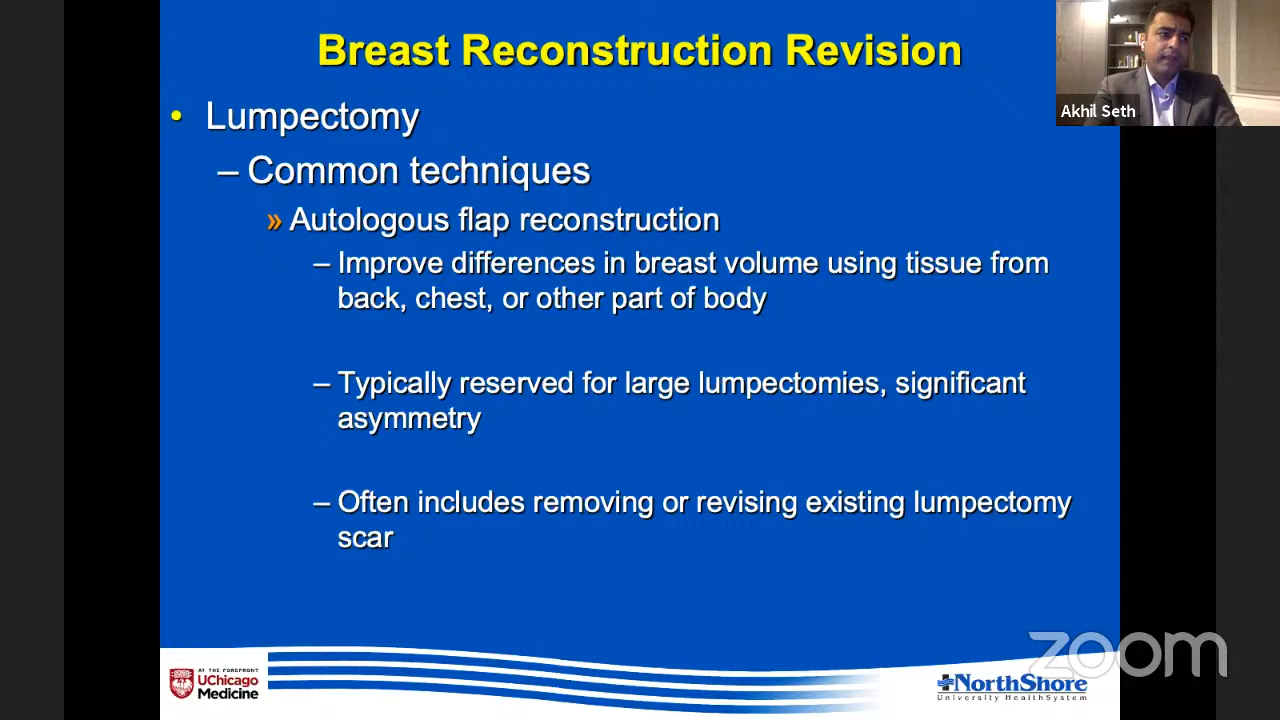 Breast Reconstruction Revision
Akhil Seth
• Lumpectomy
– Common techniques
» Autologous flap reconstruction
– Improve differences in breast volume using tissue from
back, chest, or other part of body
– Typically reserved for large lumpectomies, significant
asymmetry
– Often includes removing or revising existing lumpectomy
scar
zoom
AT THE FOREFRONT
UChicago
Medicine
NorthShore
University HealthSystem